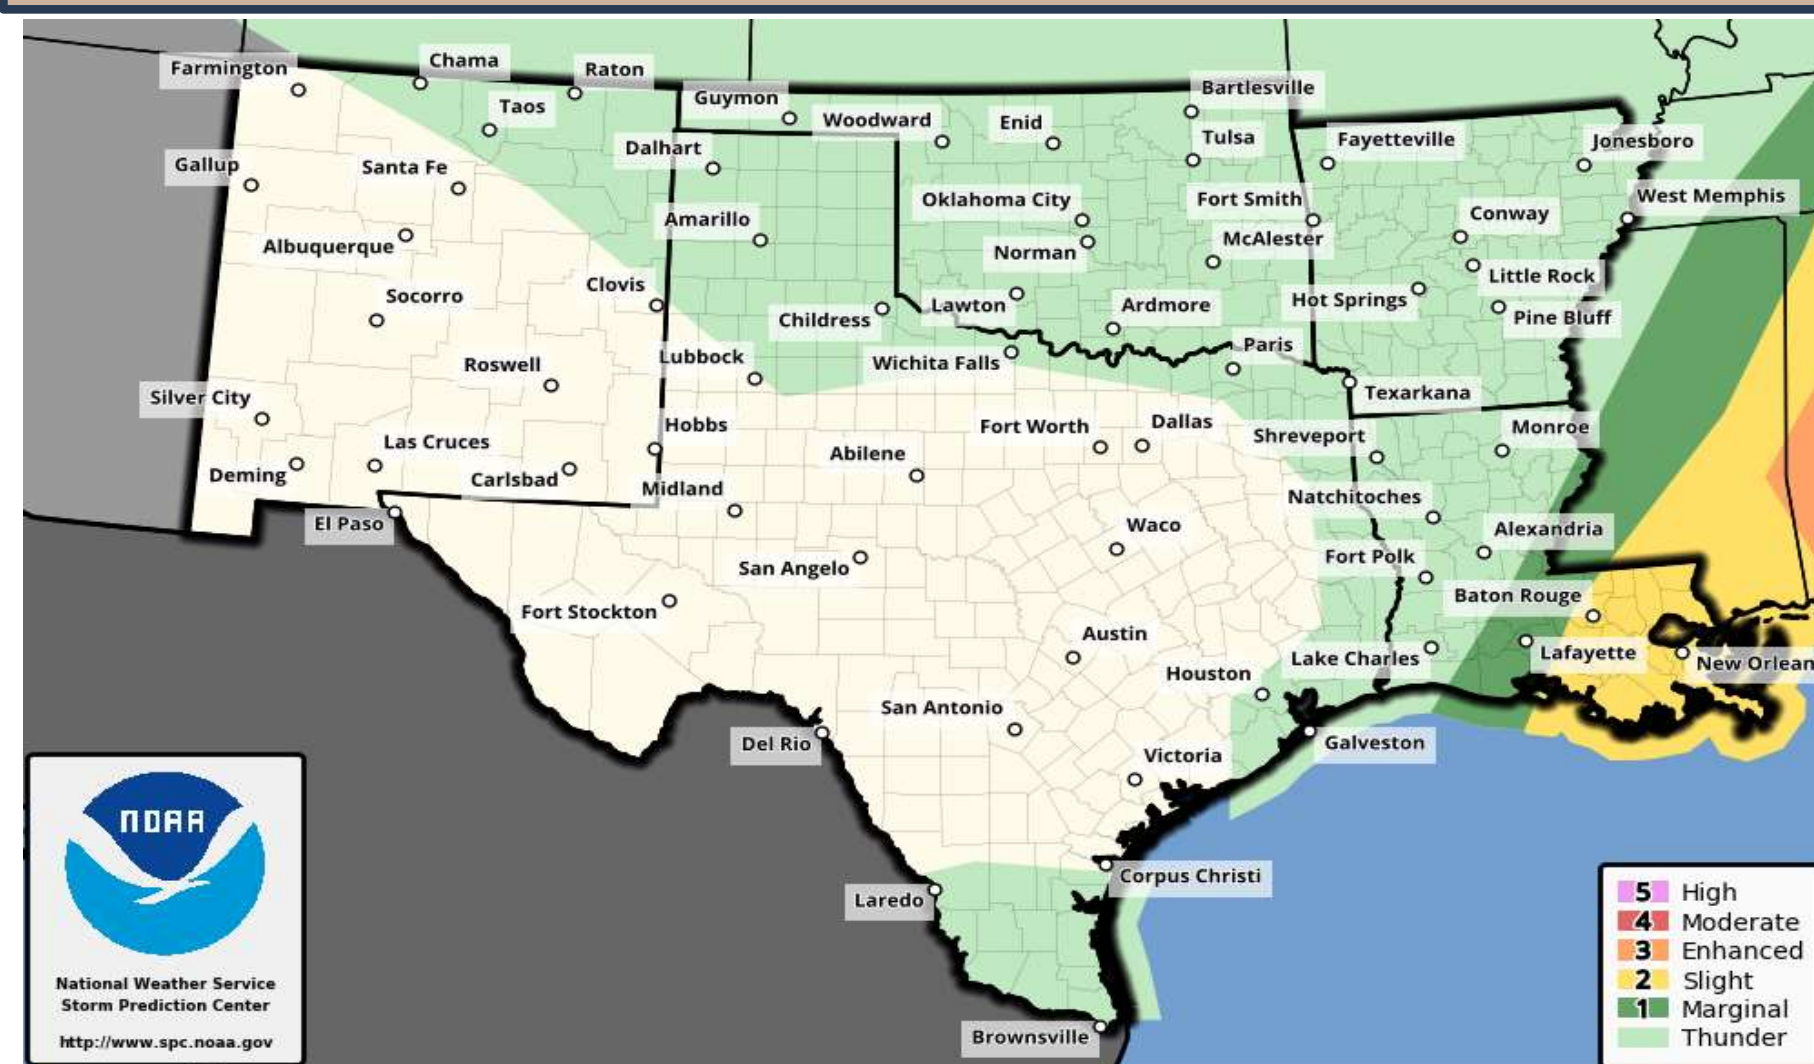 Farmington
Chama
Raton
Taos
Guymon
Woodward
Enid
Bartlesville
Tulsa
Fayetteville
Jonesboro
Gallup
Santa Fe
Dalhart
Oklahoma City
Fort Smith
Conway
West Memphis
Albuquerque
Amarillo
Norman
McAlester
Little Rock
Socorro
Clovis
Childress
Lawton
Ardmore
Hot Springs
Pine Bluff
Roswell
Lubbock
Wichita Falls
Paris
Texarkana
Silver City
Las Cruces
Hobbs
Abilene
Fort Worth
Dallas
Shreveport
Monroe
Deming
Carlsbad
Midland
Natchitoches
El Paso
Waco
Alexandria
San Angelo
Fort Polk
Fort Stockton
Baton Rouge
Austin
Lake Charles
Lafayette
New Orlean
Houston
San Antonio
Del Rio
Victoria
Galveston
Laredo
Corpus Christi
Brownsville
NOAA
National Weather Service
Storm Prediction Center
http://www.spc.noaa.gov
5 High
4 Moderate
3 Enhanced
2 Slight
1 Marginal
Thunder